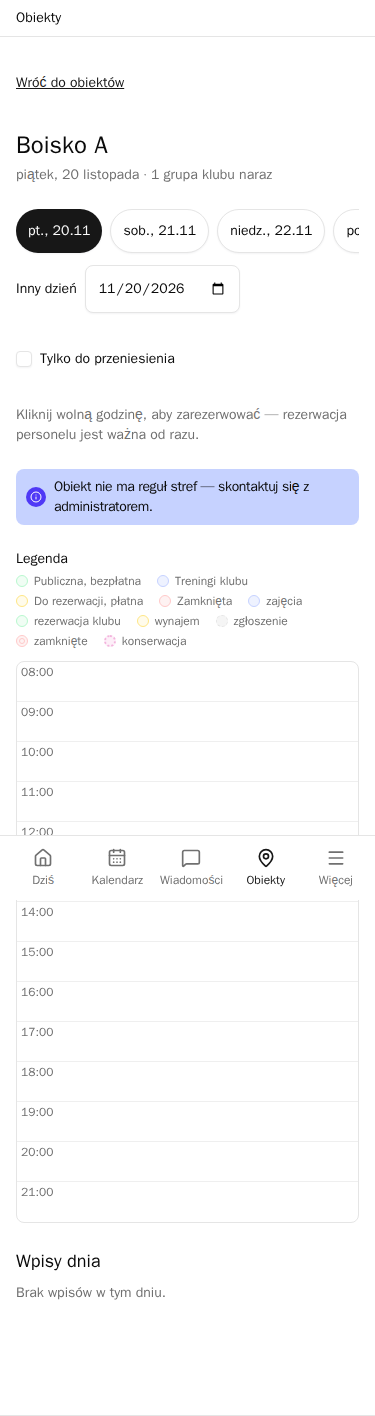 Obiekty
Wróć do obiektów
Boisko A
piątek, 20 listopada · 1 grupa klubu naraz
pt., 20.11 sob., 21.11 niedz., 22.11 po
Inny dzień 11/20/2026
Tylko do przeniesienia
Kliknij wolną godzinę, aby zarezerwować — rezerwacja
personelu jest ważna od razu.
Obiekt nie ma reguł stref — skontaktuj się z
administratorem.
Legenda
Publiczna, bezpłatna Treningi klubu
Do rezerwacji, płatna Zamknięta zajęcia
rezerwacja klubu wynajem zgłoszenie
zamknięte konserwacja
08:00
09:00
10:00
11:00
12:00
Dziś Kalendarz Wiadomości Obiekty Więcej
14:00
15:00
16:00
17:00
18:00
19:00
20:00
21:00
Wpisy dnia
Brak wpisów w tym dniu.